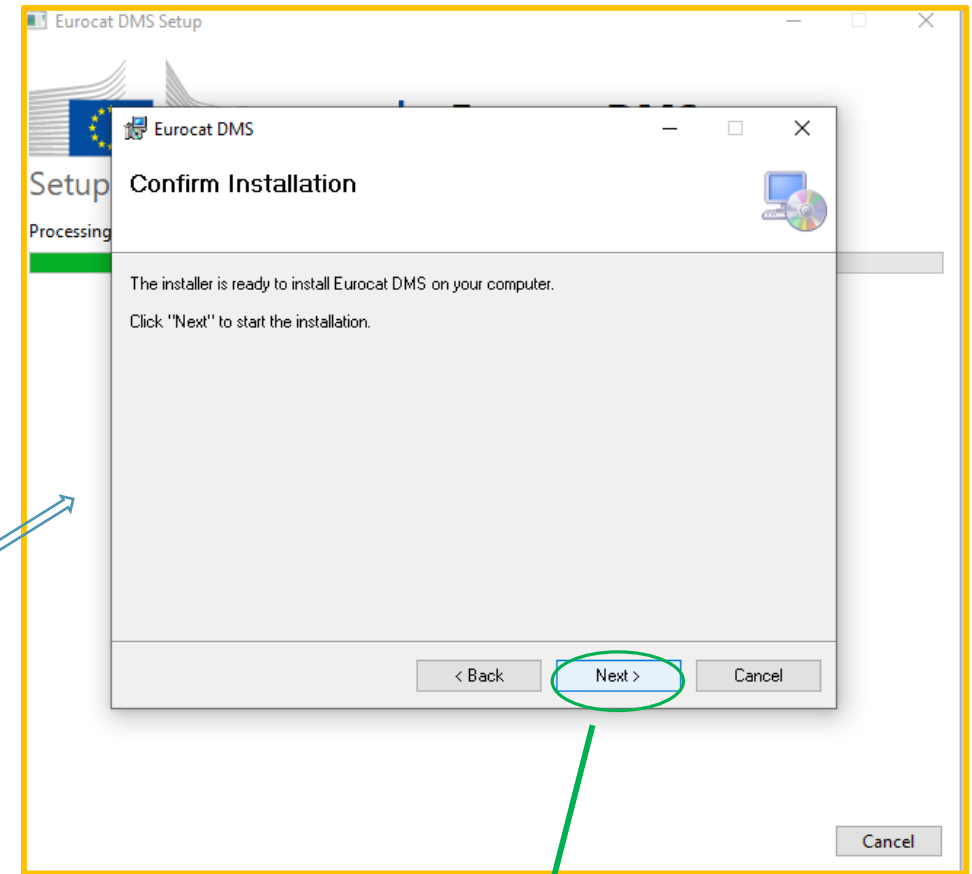 Eurocat DMS Setup
Eurocat DMS
Setup
Confirm Installation
Processing
The installer is ready to install Eurocat DMS on your computer.
Click "Next" to start the installation.
< Back
Next >
Cancel
Cancel